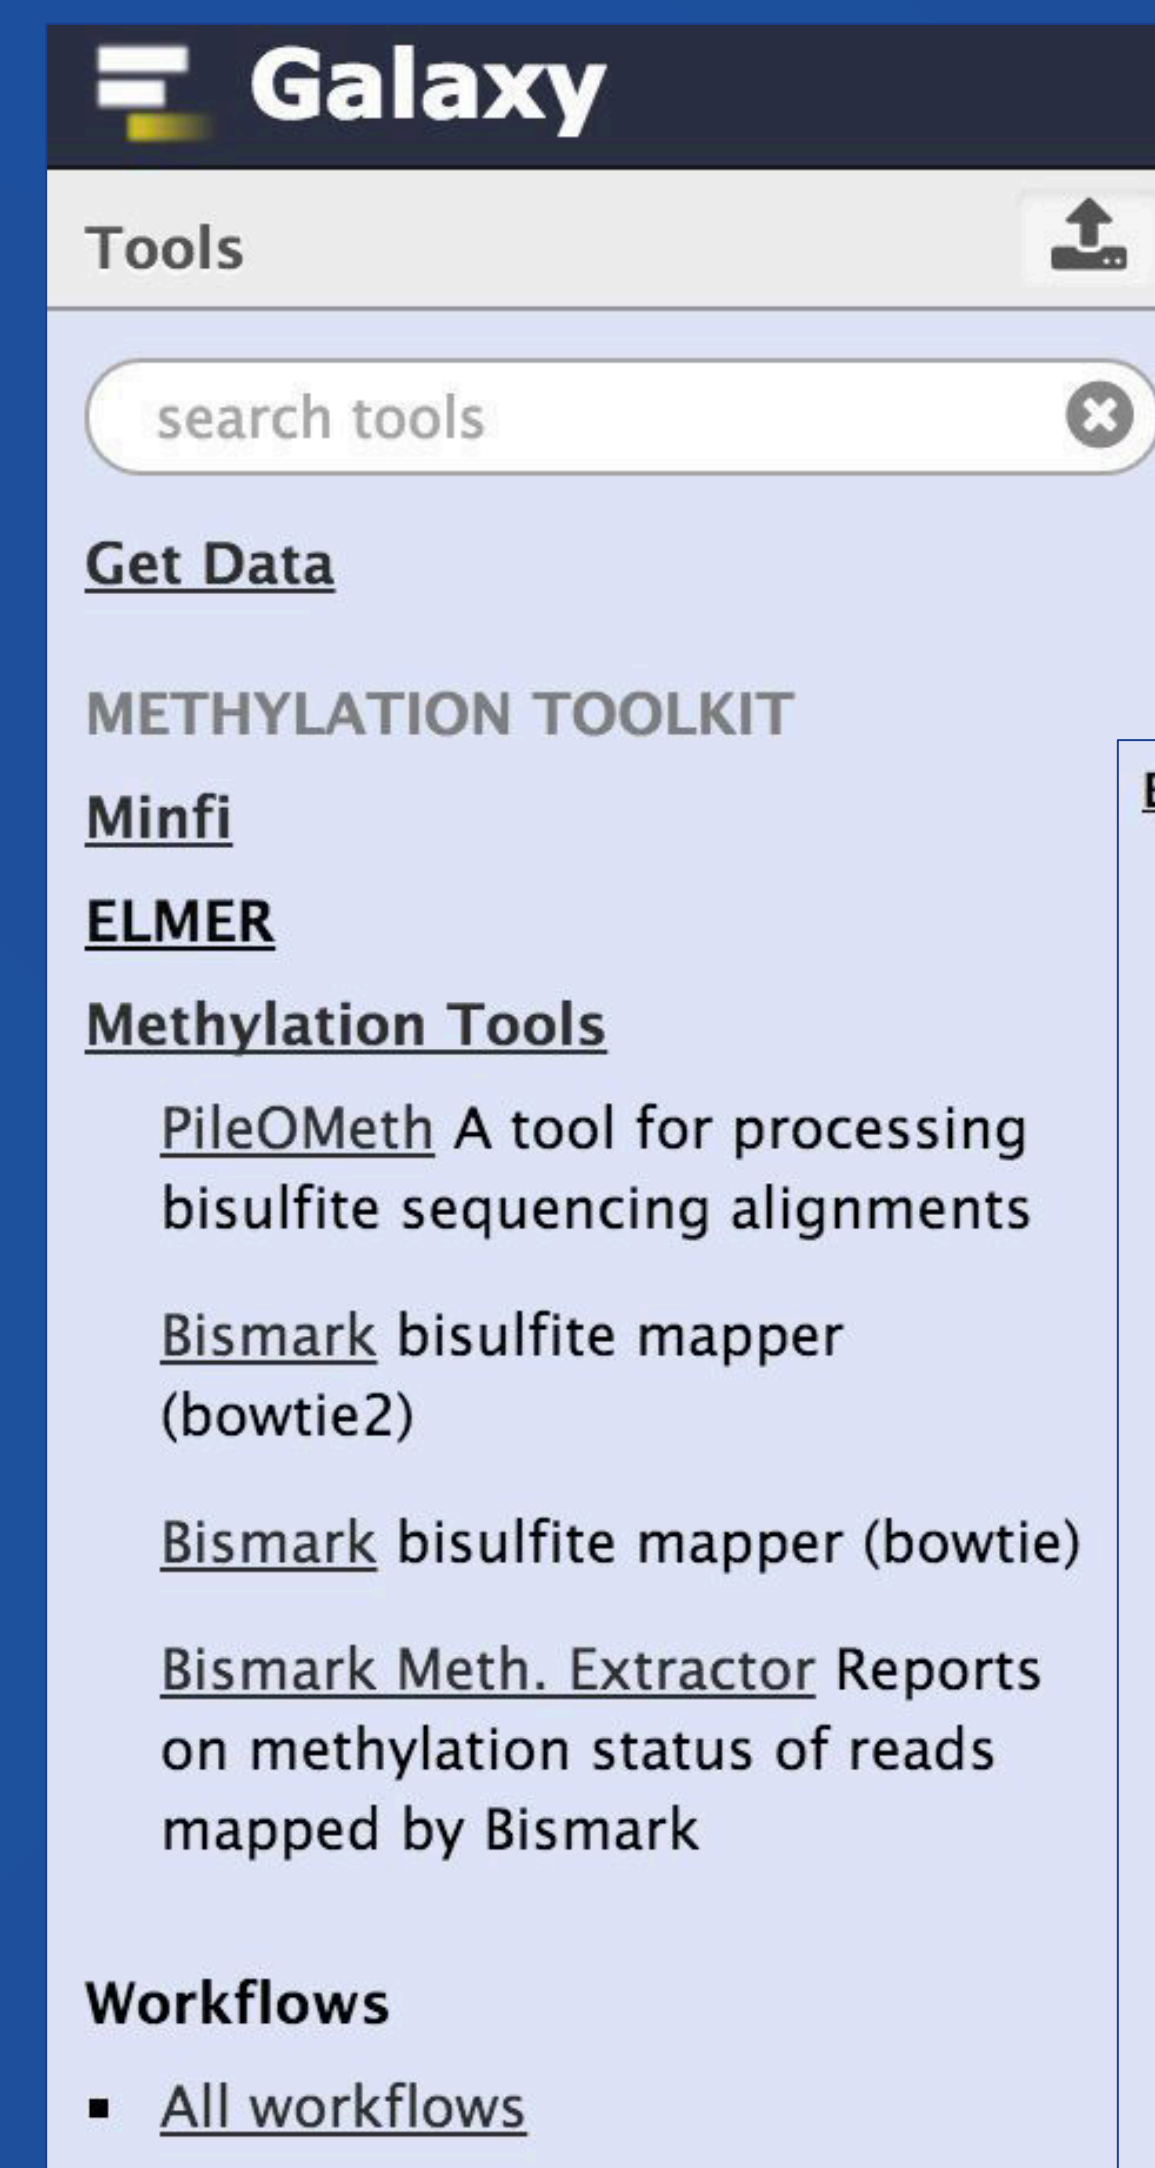 Galaxy
Tools
search tools
Get Data
METHYLATION TOOLKIT
Minfi
ELMER
Methylation Tools
PileOMeth A tool for processing
bisulfite sequencing alignments
Bismark bisulfite mapper
(bowtie2)
Bismark bisulfite mapper (bowtie)
Bismark Meth. Extractor Reports
on methylation status of reads
mapped by Bismark
Workflows
▪ All workflows